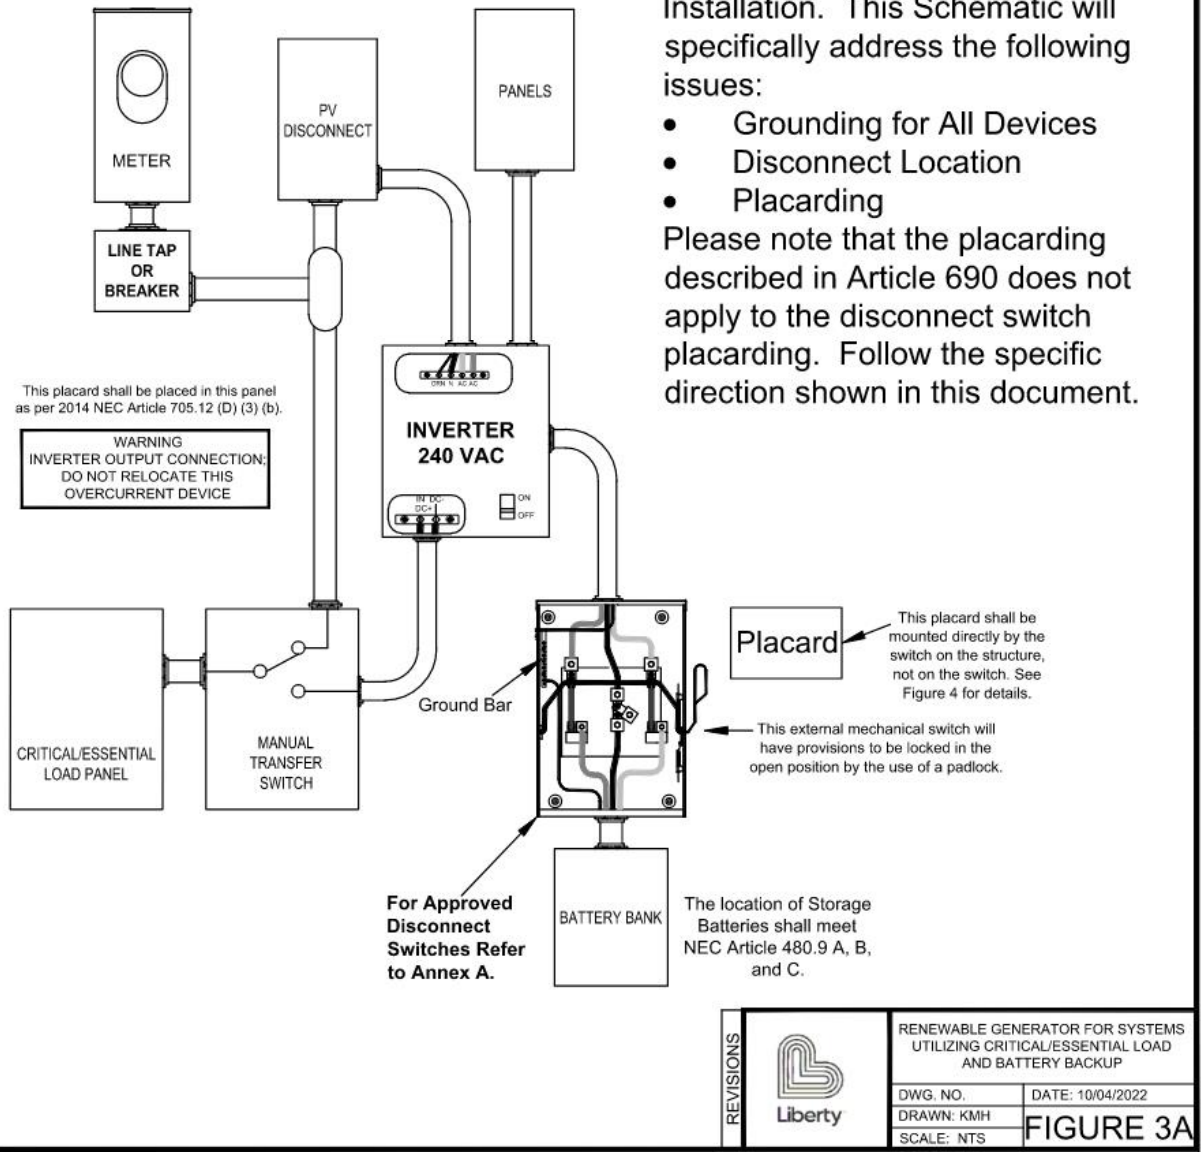 Installation. This Schematic will
specifically address the following
issues:
• Grounding for All Devices
• Disconnect Location
• Placarding
Please note that the placarding
described in Article 690 does not
apply to the disconnect switch
placarding. Follow the specific
direction shown in this document.
METER
PV
DISCONNECT
PANELS
LINE TAP
OR
BREAKER
This placard shall be placed in this panel
as per 2014 NEC Article 705.12 (D) (3) (b).
WARNING
INVERTER OUTPUT CONNECTION;
DO NOT RELOCATE THIS
OVERCURRENT DEVICE
GRN N AC AC
INVERTER
240 VAC
IN DC-
DC+
ON
OFF
CRITICAL/ESSENTIAL
LOAD PANEL
MANUAL
TRANSFER
SWITCH
Ground Bar
Placard
This placard shall be
mounted directly by the
switch on the structure,
not on the switch. See
Figure 4 for details.
This external mechanical switch will
have provisions to be locked in the
open position by the use of a padlock.
For Approved
Disconnect
Switches Refer
to Annex A.
BATTERY BANK
The location of Storage
Batteries shall meet
NEC Article 480.9 A, B,
and C.
REVISIONS
Liberty
RENEWABLE GENERATOR FOR SYSTEMS
UTILIZING CRITICAL/ESSENTIAL LOAD
AND BATTERY BACKUP
DWG. NO.
DATE: 10/04/2022
DRAWN: KMH
SCALE: NTS
FIGURE 3A